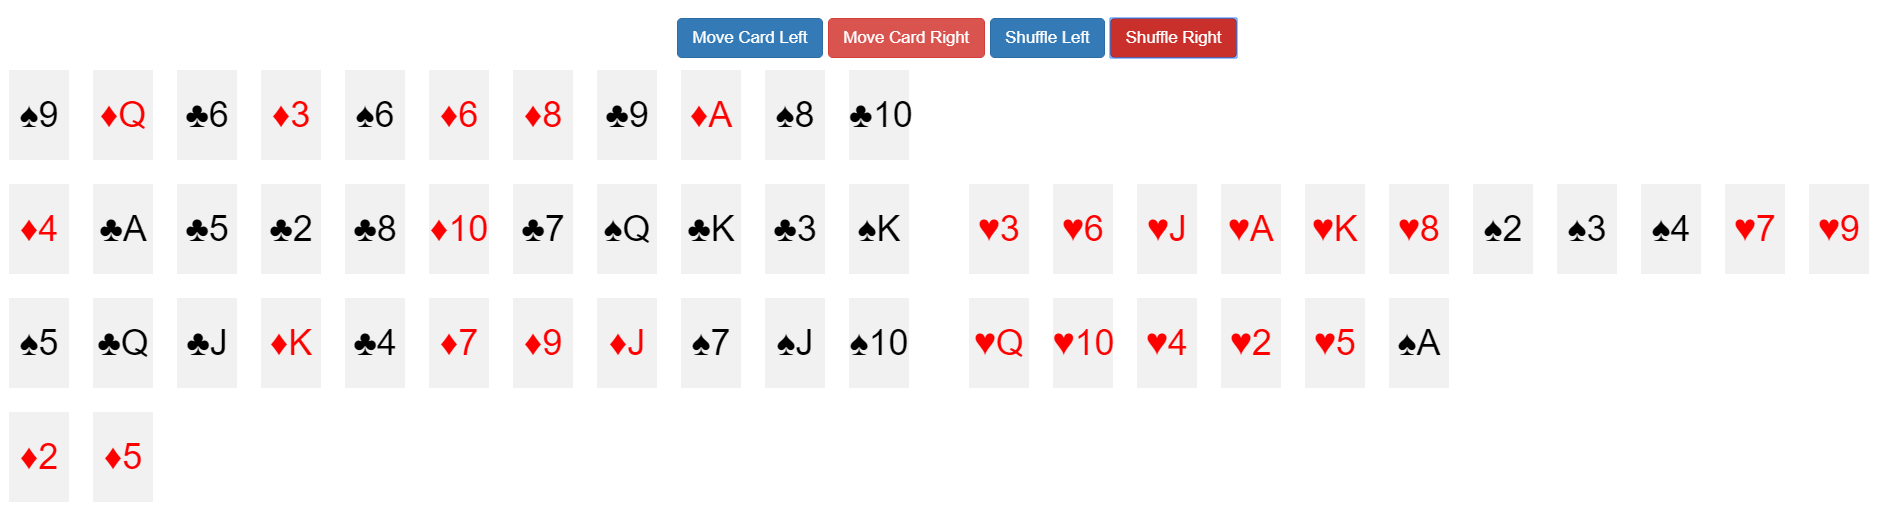 Move Card Left Move Card Right Shuffle Left Shuffle Right
♠9 ♦Q ♣6 ♦3 ♠6 ♦6 ♦8 ♣9 ♦A ♠8 ♣10
♦4 ♣A ♣5 ♣2 ♣8 ♦10 ♣7 ♠Q ♣K ♣3 ♠K ♥3 ♥6 ♥J ♥A ♥K ♥8 ♠2 ♠3 ♠4 ♥7 ♥9
♠5 ♣Q ♣J ♦K ♣4 ♦7 ♦9 ♦J ♠7 ♠J ♠10 ♥Q ♥10 ♥4 ♥2 ♥5 ♠A
♦2 ♦5